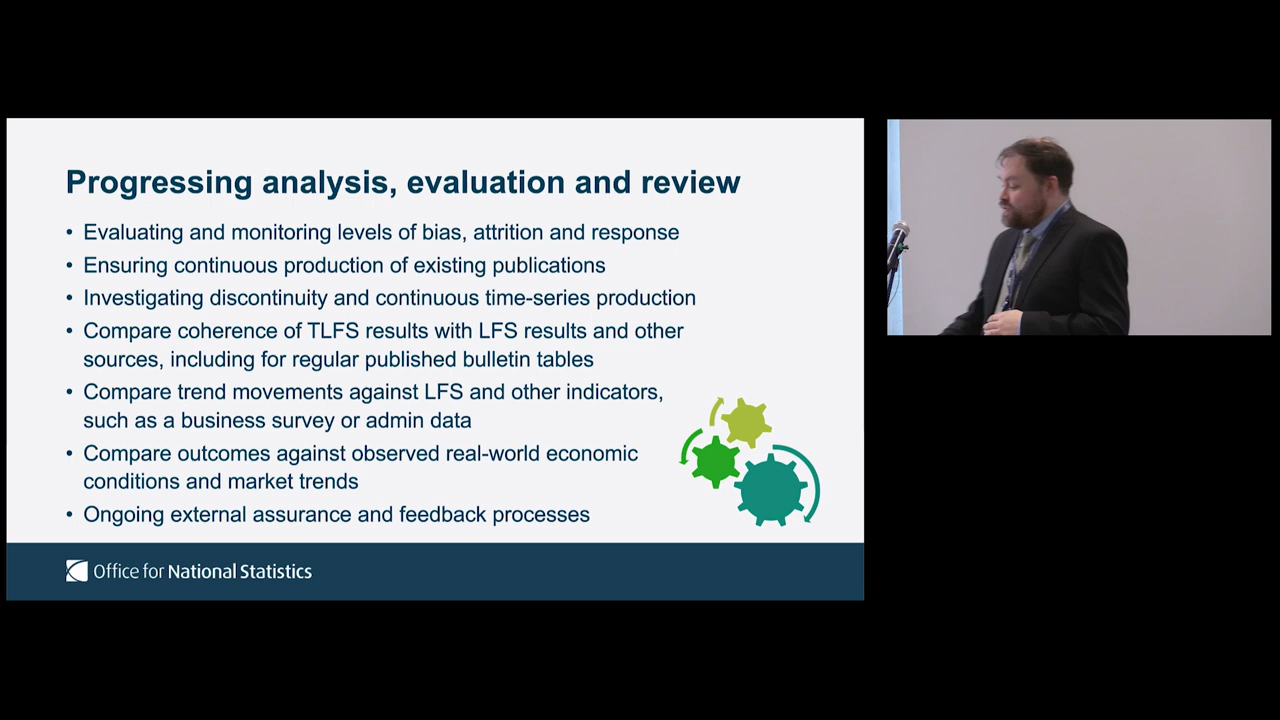 Progressing analysis, evaluation and review
• Evaluating and monitoring levels of bias, attrition and response
• Ensuring continuous production of existing publications
• Investigating discontinuity and continuous time-series production
• Compare coherence of TLFS results with LFS results and other
sources, including for regular published bulletin tables
• Compare trend movements against LFS and other indicators,
such as a business survey or admin data
• Compare outcomes against observed real-world economic
conditions and market trends
• Ongoing external assurance and feedback processes
Office for National Statistics